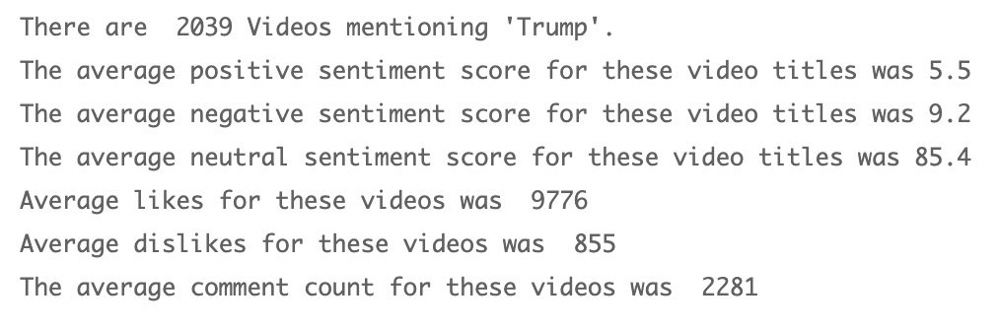 There are  2039 Videos mentioning 'Trump'.
The average positive sentiment score for these video titles was 5.5
The average negative sentiment score for these video titles was 9.2
The average neutral sentiment score for these video titles was 85.4
Average likes for these videos was  9776
Average dislikes for these videos was  855
The average comment count for these videos was  2281